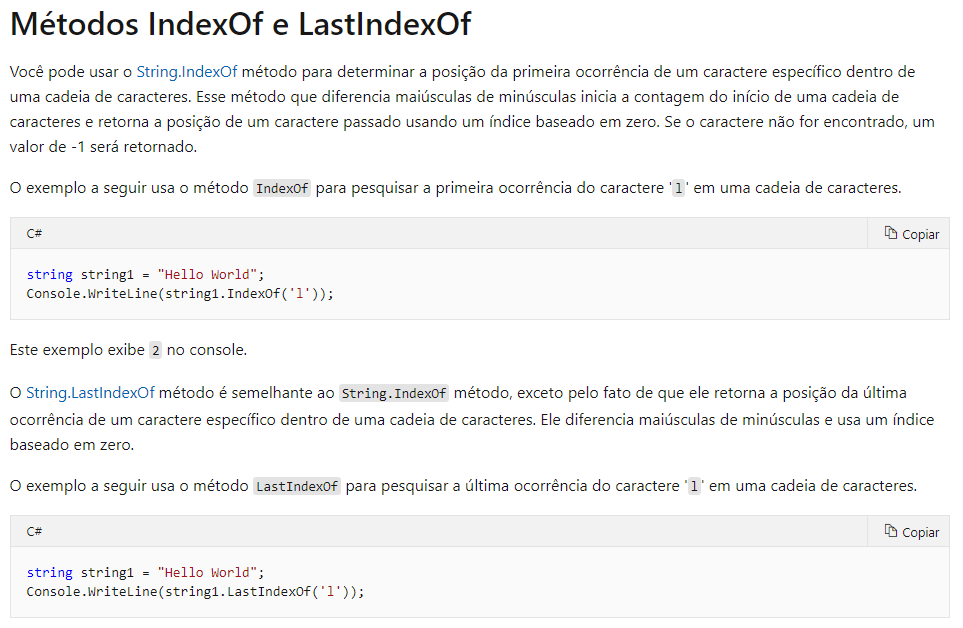 Métodos IndexOf e LastIndexOf
Você pode usar o String.IndexOf método para determinar a posição da primeira ocorrência de um caractere específico dentro de
uma cadeia de caracteres. Esse método que diferencia maiúsculas de minúsculas inicia a contagem do início de uma cadeia de
caracteres e retorna a posição de um caractere passado usando um índice baseado em zero. Se o caractere não for encontrado, um
valor de -1 será retornado.
O exemplo a seguir usa o método IndexOf para pesquisar a primeira ocorrência do caractere 'l' em uma cadeia de caracteres.
C# Copiar
string string1 = "Hello World";
Console.WriteLine(string1.IndexOf('l'));
Este exemplo exibe 2 no console.
O String.LastIndexOf método é semelhante ao String.IndexOf método, exceto pelo fato de que ele retorna a posição da última
ocorrência de um caractere específico dentro de uma cadeia de caracteres. Ele diferencia maiúsculas de minúsculas e usa um índice
baseado em zero.
O exemplo a seguir usa o método LastIndexOf para pesquisar a última ocorrência do caractere 'l' em uma cadeia de caracteres.
C# Copiar
string string1 = "Hello World";
Console.WriteLine(string1.LastIndexOf('l'));